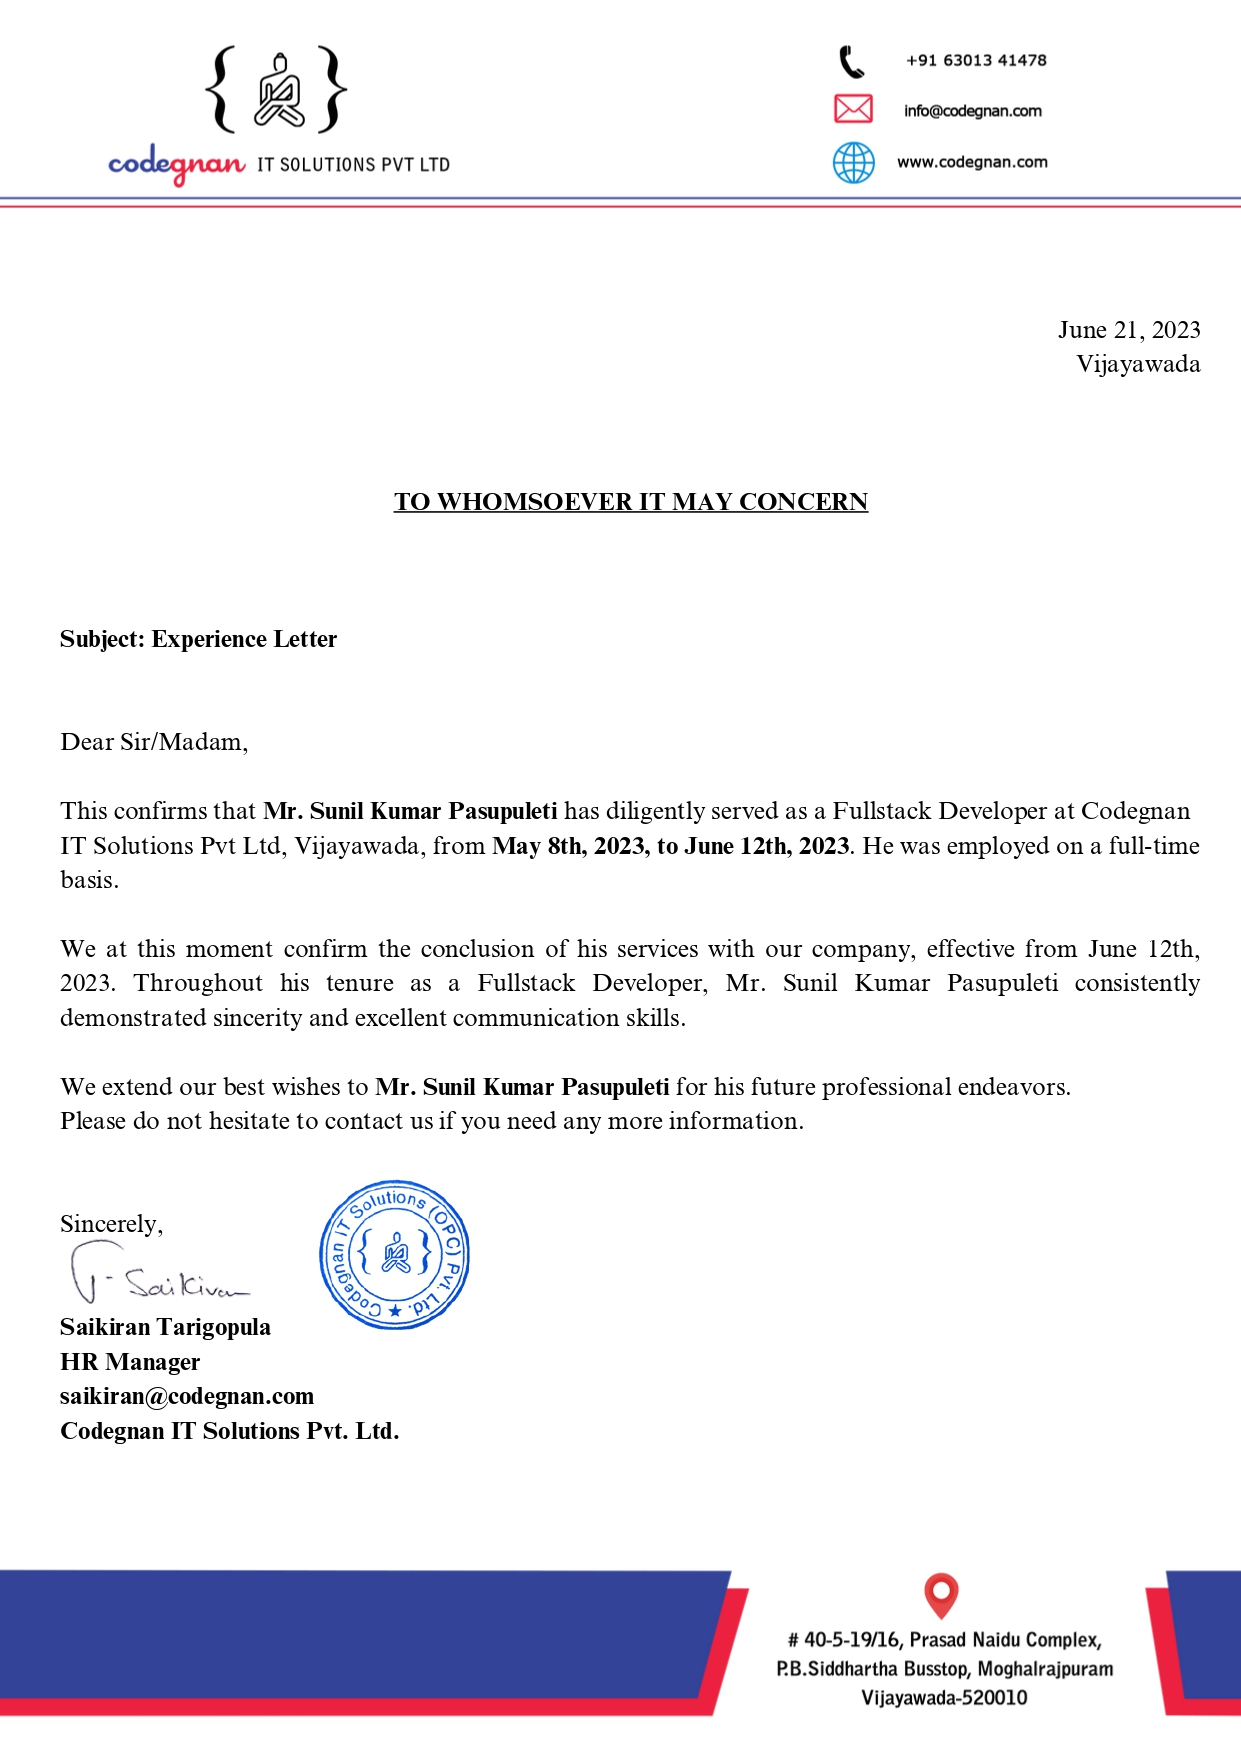 +91 63013 41478
info@codegnan.com
codegnan IT SOLUTIONS PVT LTD
www.codegnan.com
June 21, 2023
Vijayawada
TO WHOMSOEVER IT MAY CONCERN
Subject: Experience Letter
Dear Sir/Madam,
This confirms that Mr. Sunil Kumar Pasupuleti has diligently served as a Fullstack Developer at Codegnan
IT Solutions Pvt Ltd, Vijayawada, from May 8th, 2023, to June 12th, 2023. He was employed on a full-time
basis.
We at this moment confirm the conclusion of his services with our company, effective from June 12th,
2023. Throughout his tenure as a Fullstack Developer, Mr. Sunil Kumar Pasupuleti consistently
demonstrated sincerity and excellent communication skills.
We extend our best wishes to Mr. Sunil Kumar Pasupuleti for his future professional endeavors.
Please do not hesitate to contact us if you need any more information.
Sincerely,
T. Saikiran
Codegnan IT Solutions (OPC) Pvt. Ltd. ★
Saikiran Tarigopula
HR Manager
saikiran@codegnan.com
Codegnan IT Solutions Pvt. Ltd.
# 40-5-19/16, Prasad Naidu Complex,
P.B.Siddhartha Busstop, Moghalrajpuram
Vijayawada-520010